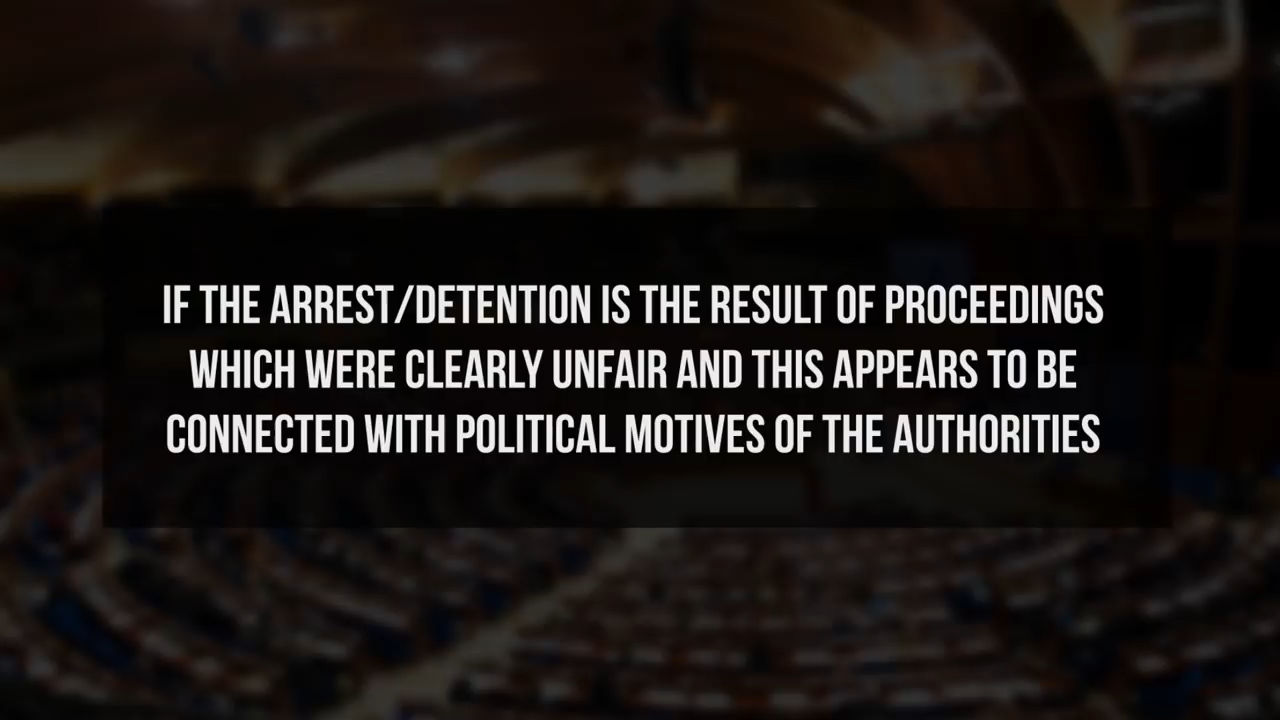 IF THE ARREST/DETENTION IS THE RESULT OF PROCEEDINGS
WHICH WERE CLEARLY UNFAIR AND THIS APPEARS TO BE
CONNECTED WITH POLITICAL MOTIVES OF THE AUTHORITIES